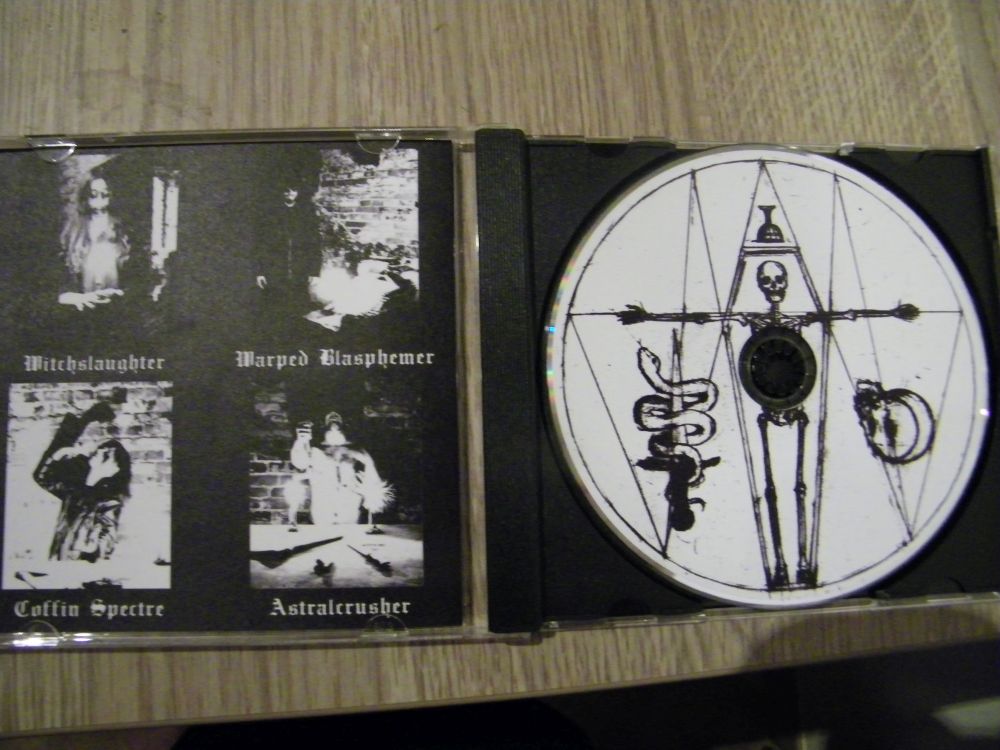 Witchslaughter
Warped Blasphemer
Coffin Spectre
Astralcrusher